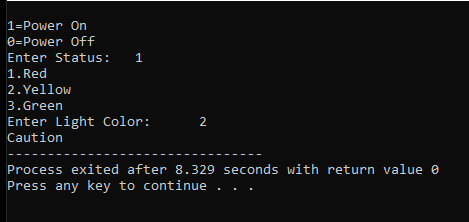 1=Power On
0=Power Off
Enter Status:   1
1.Red
2.Yellow
3.Green
Enter Light Color:      2
Caution
--------------------------------
Process exited after 8.329 seconds with return value 0
Press any key to continue . . .